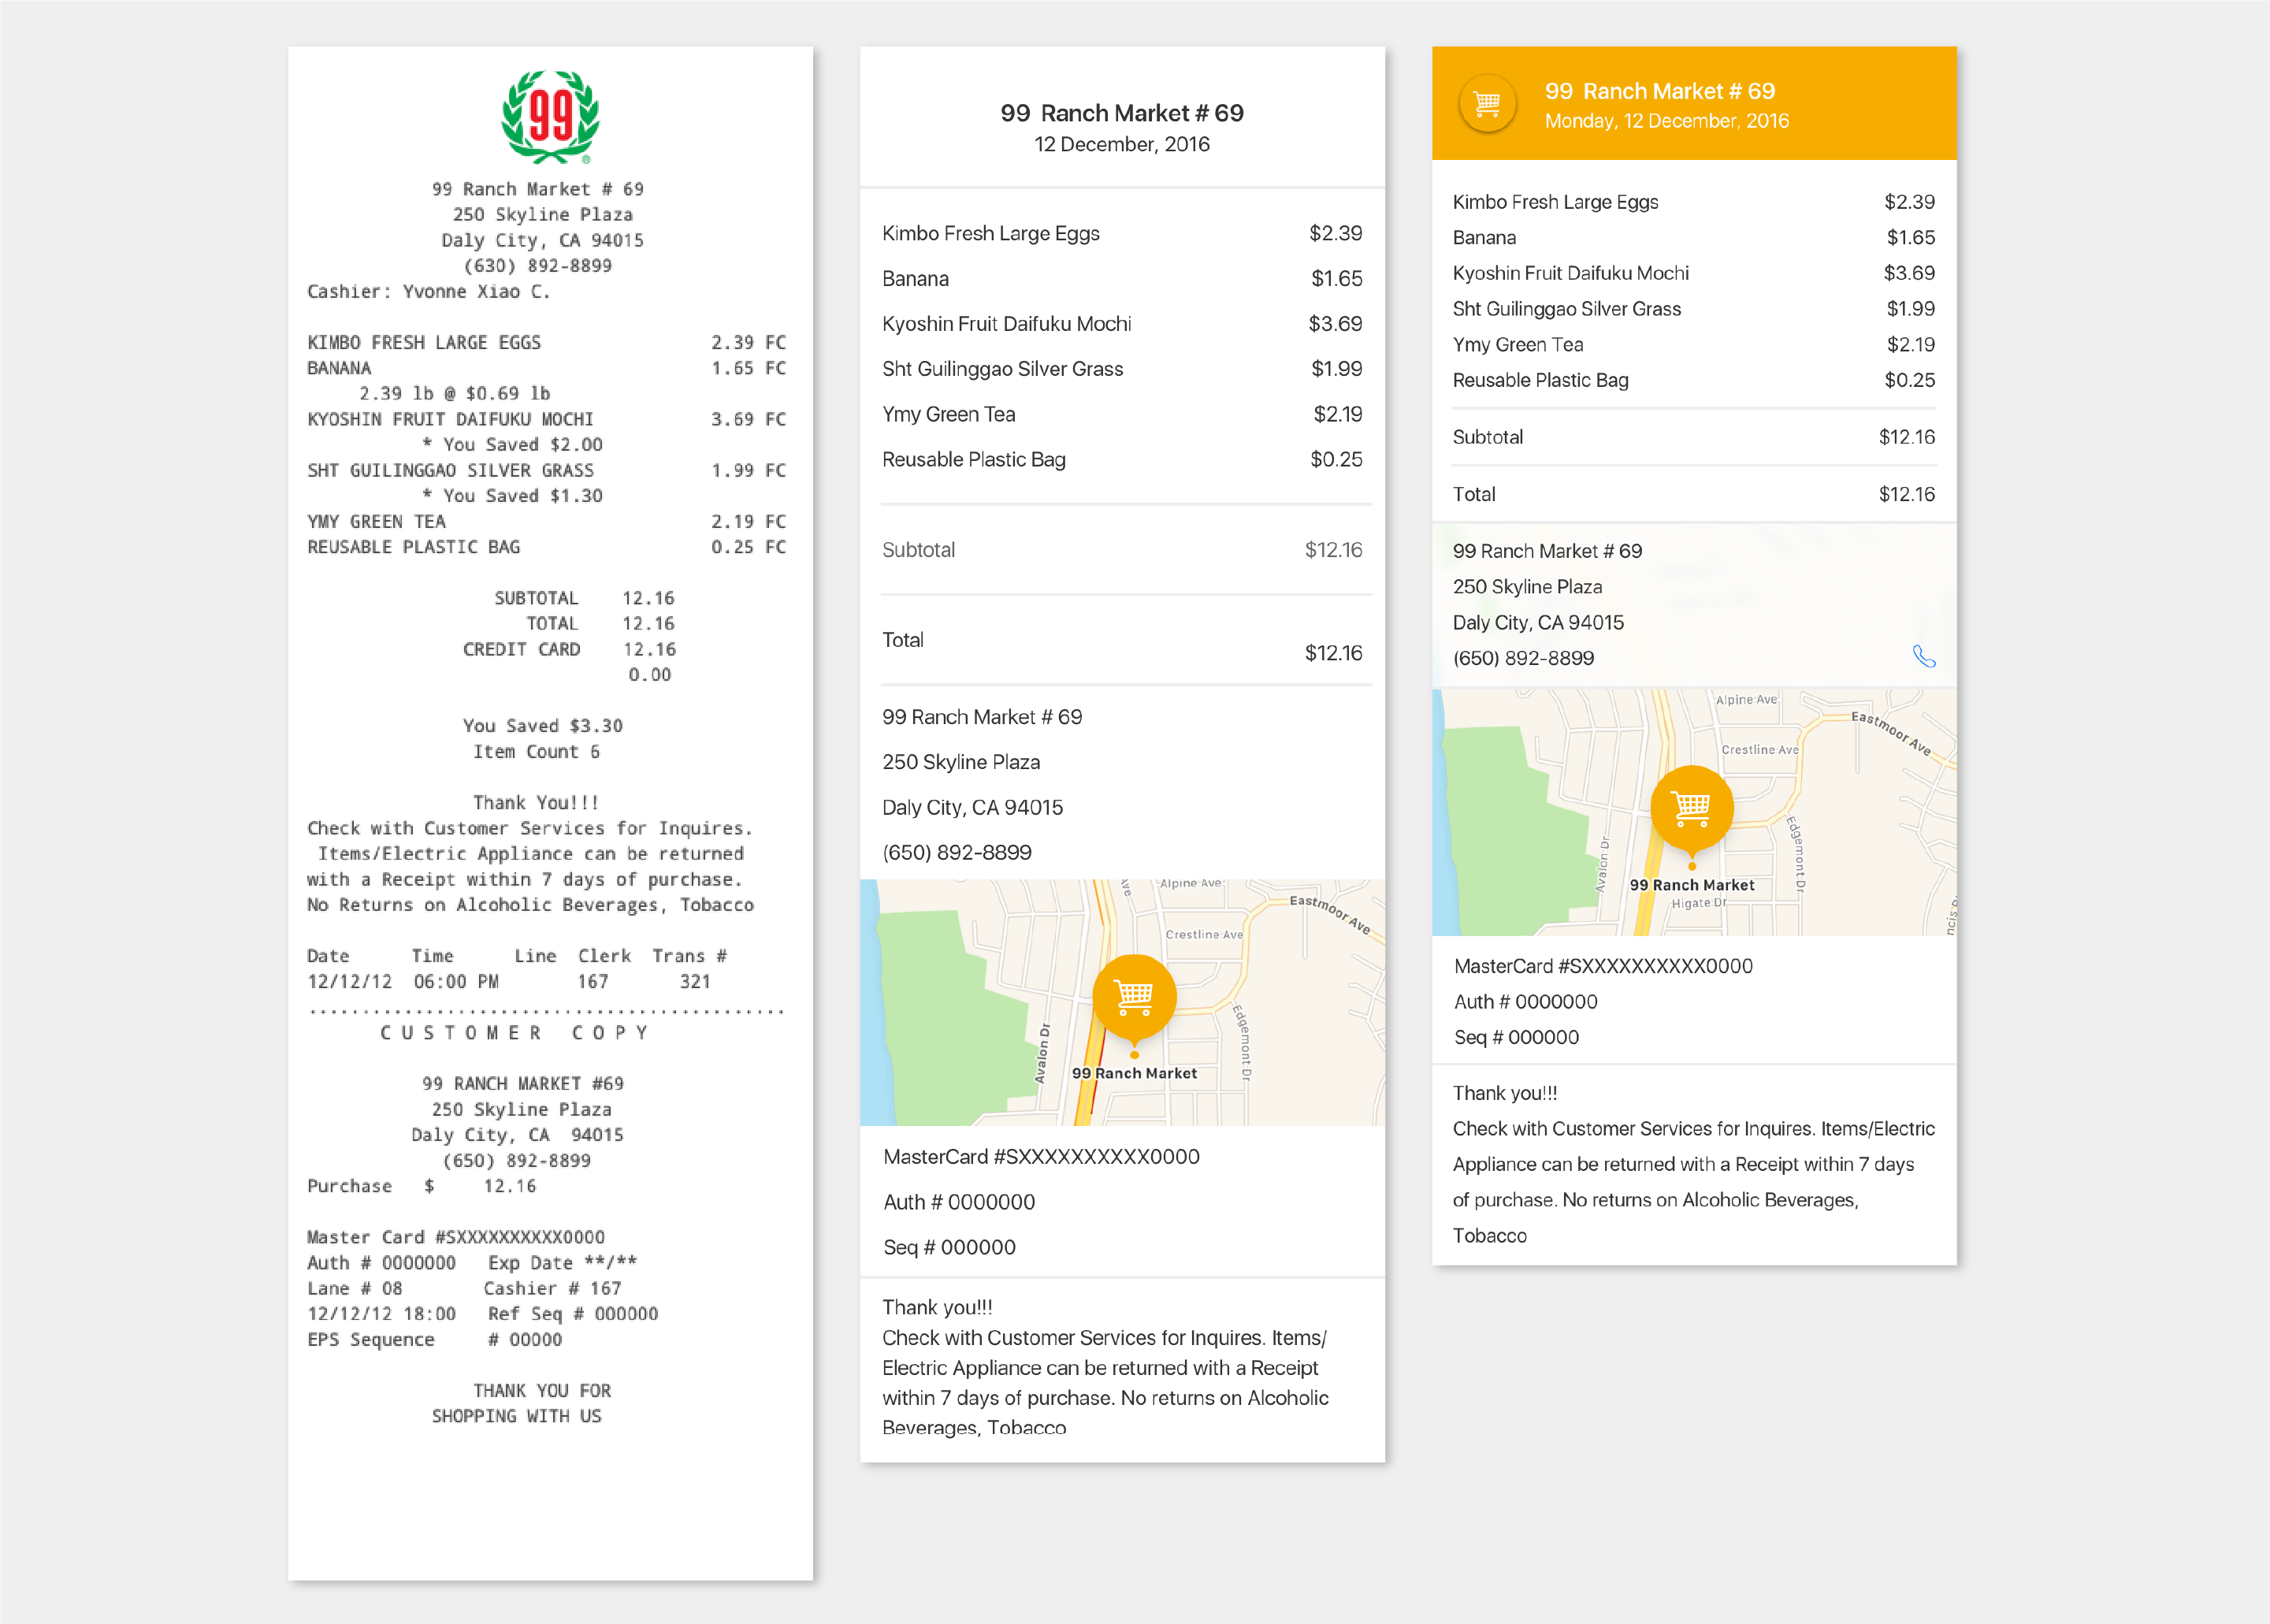 99
®
99 Ranch Market # 69
250 Skyline Plaza
Daly City, CA 94015
(630) 892-8899
Cashier: Yvonne Xiao C.
KIMBO FRESH LARGE EGGS 2.39 FC
BANANA 1.65 FC
2.39 lb @ $0.69 lb
KYOSHIN FRUIT DAIFUKU MOCHI 3.69 FC
* You Saved $2.00
SHT GUILINGGAO SILVER GRASS 1.99 FC
* You Saved $1.30
YMY GREEN TEA 2.19 FC
REUSABLE PLASTIC BAG 0.25 FC
SUBTOTAL 12.16
TOTAL 12.16
CREDIT CARD 12.16
0.00
You Saved $3.30
Item Count 6
Thank You!!!
Check with Customer Services for Inquires.
Items/Electric Appliance can be returned
with a Receipt within 7 days of purchase.
No Returns on Alcoholic Beverages, Tobacco
Date Time Line Clerk Trans #
12/12/12 06:00 PM 167 321
..............................................
CUSTOMER COPY
99 RANCH MARKET #69
250 Skyline Plaza
Daly City, CA 94015
(650) 892-8899
Purchase $ 12.16
Master Card #SXXXXXXXXXX0000
Auth # 0000000 Exp Date **/**
Lane # 08 Cashier # 167
12/12/12 18:00 Ref Seq # 000000
EPS Sequence # 00000
THANK YOU FOR
SHOPPING WITH US
99 Ranch Market # 69
12 December, 2016
Kimbo Fresh Large Eggs $2.39
Banana $1.65
Kyoshin Fruit Daifuku Mochi $3.69
Sht Guilinggao Silver Grass $1.99
Ymy Green Tea $2.19
Reusable Plastic Bag $0.25
Subtotal $12.16
Total $12.16
99 Ranch Market # 69
250 Skyline Plaza
Daly City, CA 94015
(650) 892-8899
Ave
Alpine Ave
Eastmoor Ave
Crestline Ave
Edgemont Dr
Avalon Dr
99 Ranch Market
MasterCard #SXXXXXXXXXX0000
Auth # 0000000
Seq # 000000
Thank you!!!
Check with Customer Services for Inquires. Items/
Electric Appliance can be returned with a Receipt
within 7 days of purchase. No returns on Alcoholic
Beverages, Tobacco
99 Ranch Market # 69
Monday, 12 December, 2016
Kimbo Fresh Large Eggs $2.39
Banana $1.65
Kyoshin Fruit Daifuku Mochi $3.69
Sht Guilinggao Silver Grass $1.99
Ymy Green Tea $2.19
Reusable Plastic Bag $0.25
Subtotal $12.16
Total $12.16
99 Ranch Market # 69
250 Skyline Plaza
Daly City, CA 94015
(650) 892-8899
Alpine Ave
Eastmoor Ave
Crestline Ave
Edgemont Dr
Avalon Dr
99 Ranch Market
Higate Dr
MasterCard #SXXXXXXXXXX0000
Auth # 0000000
Seq # 000000
Thank you!!!
Check with Customer Services for Inquires. Items/Electric
Appliance can be returned with a Receipt within 7 days
of purchase. No returns on Alcoholic Beverages,
Tobacco